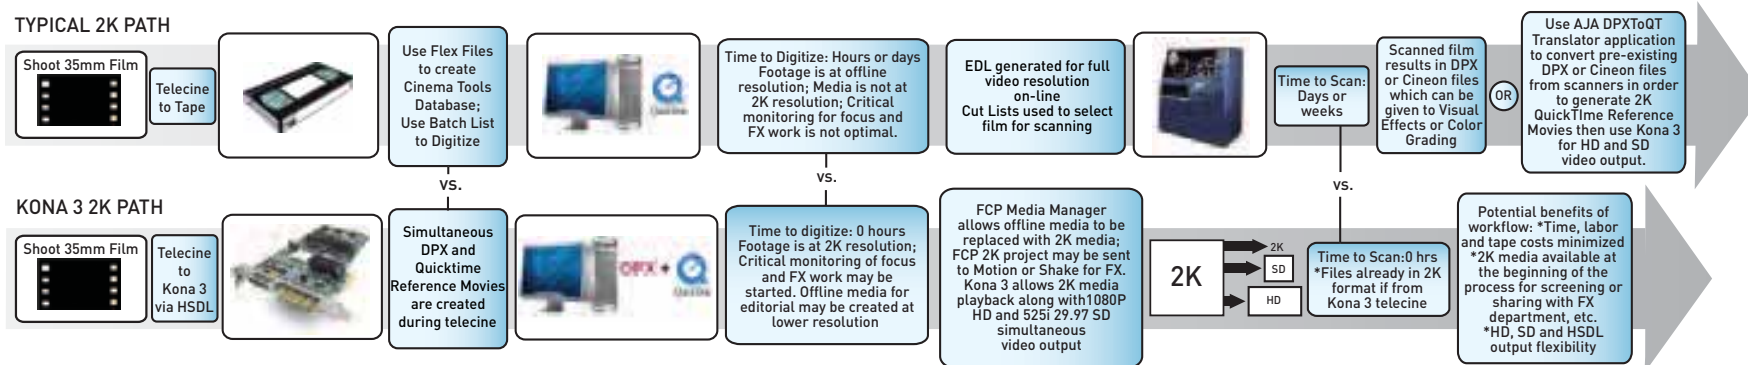 TYPICAL 2K PATH
Shoot 35mm Film
Telecine
to Tape
Use Flex Files
to create
Cinema Tools
Database;
Use Batch List
to Digitize
Time to Digitize: Hours or days
Footage is at offline
resolution; Media is not at
2K resolution; Critical
monitoring for focus and
FX work is not optimal.
EDL generated for full
video resolution
on-line
Cut Lists used to select
film for scanning
Time to Scan:
Days or
weeks
Scanned film
results in DPX
or Cineon files
which can be
given to Visual
Effects or Color
Grading
OR
Use AJA DPXToQT
Translator application
to convert pre-existing
DPX or Cineon files
from scanners in order
to generate 2K
QuickTIme Reference
Movies then use Kona 3
for HD and SD
video output.
vs.
vs.
vs.
KONA 3 2K PATH
Shoot 35mm Film
Telecine
to
Kona 3
via HSDL
Simultaneous
DPX and
Quicktime
Reference Movies
are created
during telecine
DPX +
Time to digitize: 0 hours
Footage is at 2K resolution;
Critical monitoring of focus
and FX work may be
started. Offline media for
editorial may be created at
lower resolution
FCP Media Manager
allows offline media to be
replaced with 2K media;
FCP 2K project may be sent
to Motion or Shake for FX.
Kona 3 allows 2K media
playback along with1080P
HD and 525i 29.97 SD
simultaneous
video output
2K
2K
SD
HD
Time to Scan:0 hrs
*Files already in 2K
format if from
Kona 3 telecine
Potential benefits of
workflow: *Time, labor
and tape costs minimized
*2K media available at
the beginning of the
process for screening or
sharing with FX
department, etc.
*HD, SD and HSDL
output flexibility